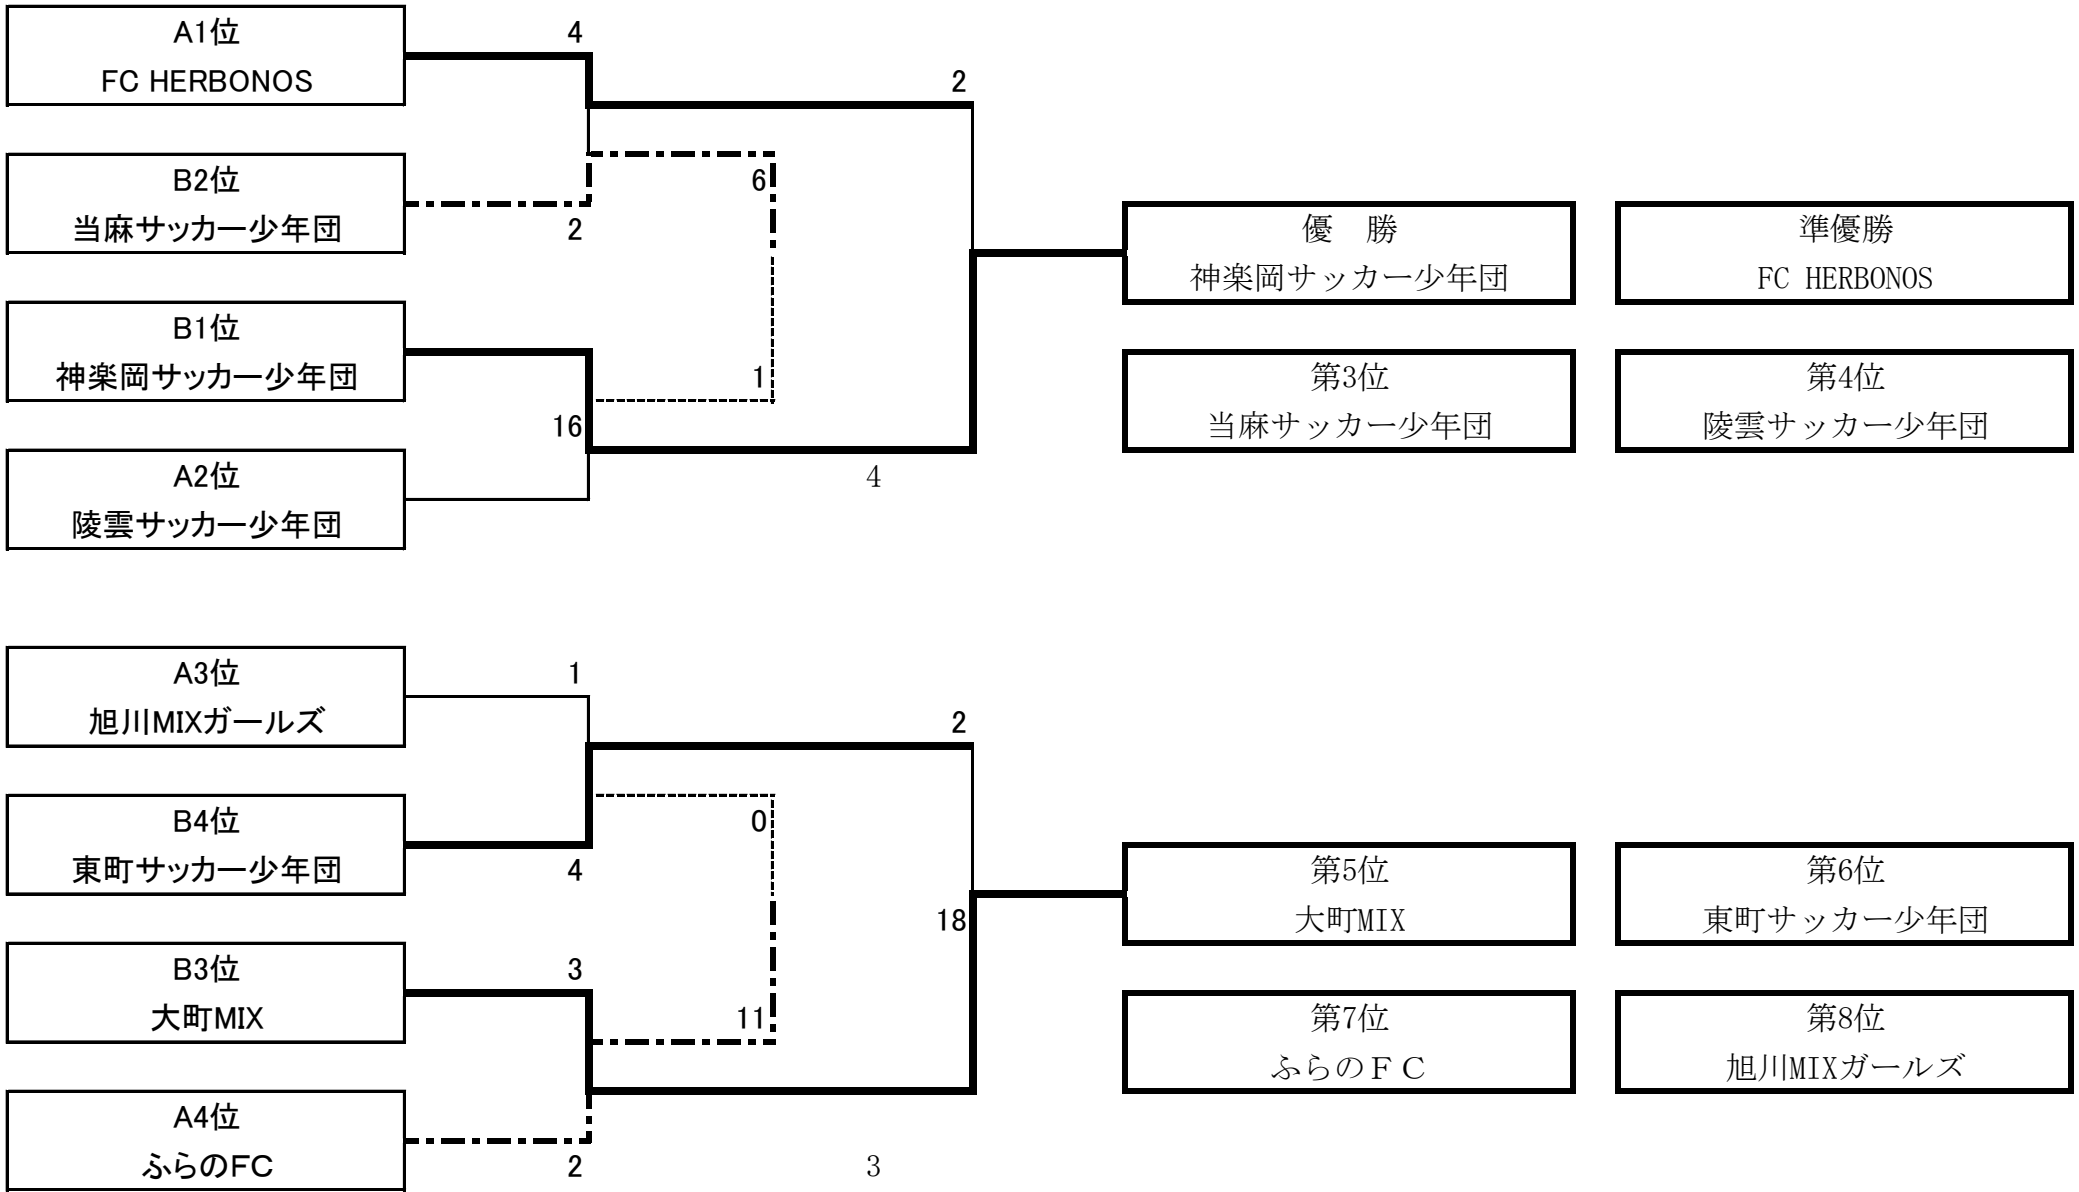 A1位
FC HERBONOS
4
2
B2位
当麻サッカー少年団
2
6
優　勝
神楽岡サッカー少年団
準優勝
FC HERBONOS
B1位
神楽岡サッカー少年団
16
1
第3位
当麻サッカー少年団
第4位
陵雲サッカー少年団
A2位
陵雲サッカー少年団
4
A3位
旭川MIXガールズ
1
2
B4位
東町サッカー少年団
4
0
18
第5位
大町MIX
第6位
東町サッカー少年団
B3位
大町MIX
3
11
第7位
ふらのＦＣ
第8位
旭川MIXガールズ
A4位
ふらのFC
2
3